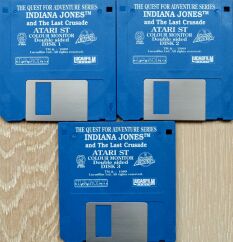 THE QUEST FOR ADVENTURE SERIES
INDIANA JONES™
and The Last Crusade
ATARI ST
COLOUR MONITOR
Double sided
DISK 1
THE QUEST FOR ADVENTURE SERIES
INDIANA JONES™
and The Last Crusade
ATARI ST
COLOUR MONITOR
Double sided
DISK 2
THE QUEST FOR ADVENTURE SERIES
INDIANA JONES™
and The Last Crusade
ATARI ST
COLOUR MONITOR
Double sided
DISK 3